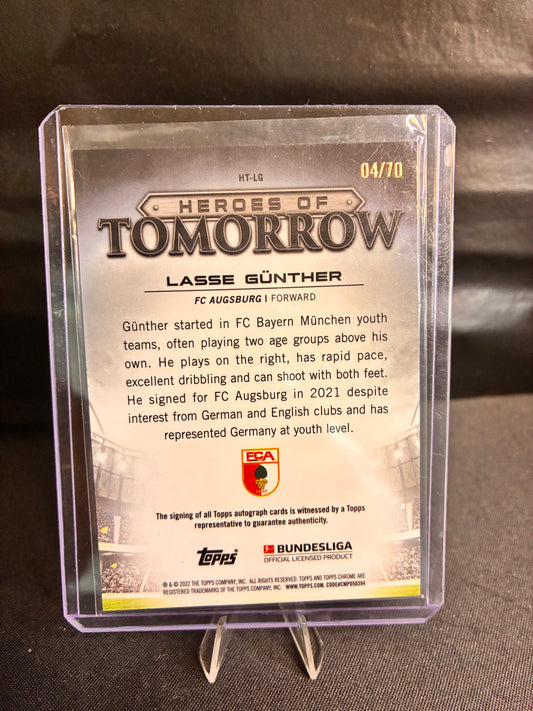 HT-LG
04/70
HEROES OF
TOMORROW
LASSE GÜNTHER
FC AUGSBURG | FORWARD
Günther started in FC Bayern München youth
teams, often playing two age groups above his
own. He plays on the right, has rapid pace,
excellent dribbling and can shoot with both feet.
He signed for FC Augsburg in 2021 despite
interest from German and English clubs and has
represented Germany at youth level.
FCA
The signing of all Topps autograph cards is witnessed by a Topps
representative to guarantee authenticity.
Topps
BUNDESLIGA
OFFICIAL LICENSED PRODUCT
® & © 2022 THE TOPPS COMPANY, INC. ALL RIGHTS RESERVED. TOPPS AND TOPPS CHROME ARE
REGISTERED TRADEMARKS OF THE TOPPS COMPANY, INC. WWW.TOPPS.COM. CODE#CMP050394